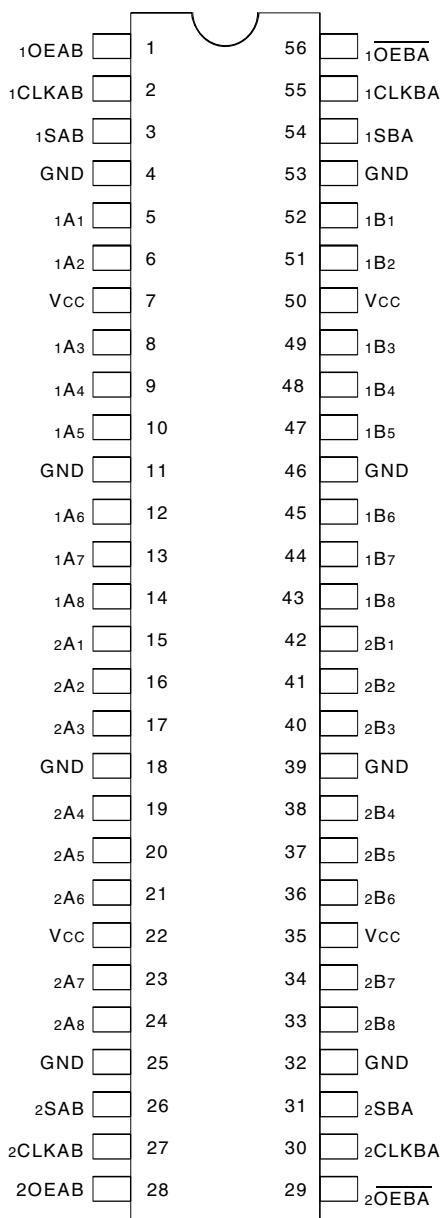 1OEAB 1 56 1O̅E̅B̅A̅
1CLKAB 2 55 1CLKBA
1SAB 3 54 1SBA
GND 4 53 GND
1A1 5 52 1B1
1A2 6 51 1B2
VCC 7 50 VCC
1A3 8 49 1B3
1A4 9 48 1B4
1A5 10 47 1B5
GND 11 46 GND
1A6 12 45 1B6
1A7 13 44 1B7
1A8 14 43 1B8
2A1 15 42 2B1
2A2 16 41 2B2
2A3 17 40 2B3
GND 18 39 GND
2A4 19 38 2B4
2A5 20 37 2B5
2A6 21 36 2B6
VCC 22 35 VCC
2A7 23 34 2B7
2A8 24 33 2B8
GND 25 32 GND
2SAB 26 31 2SBA
2CLKAB 27 30 2CLKBA
2OEAB 28 29 2O̅E̅B̅A̅